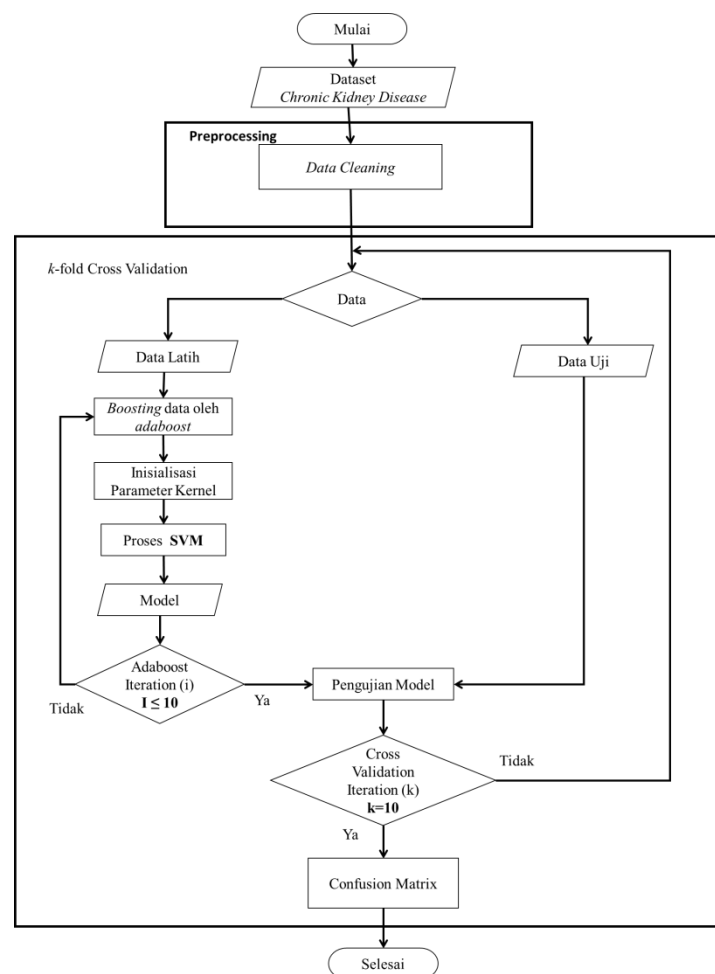 Mulai
Dataset
Chronic Kidney Disease
Preprocessing
Data Cleaning
k-fold Cross Validation
Data
Data Latih
Data Uji
Boosting data oleh
adaboost
Inisialisasi
Parameter Kernel
Proses SVM
Model
Adaboost
Iteration (i)
I ≤ 10
Tidak
Ya
Pengujian Model
Cross
Validation
Iteration (k)
k=10
Tidak
Ya
Confusion Matrix
Selesai